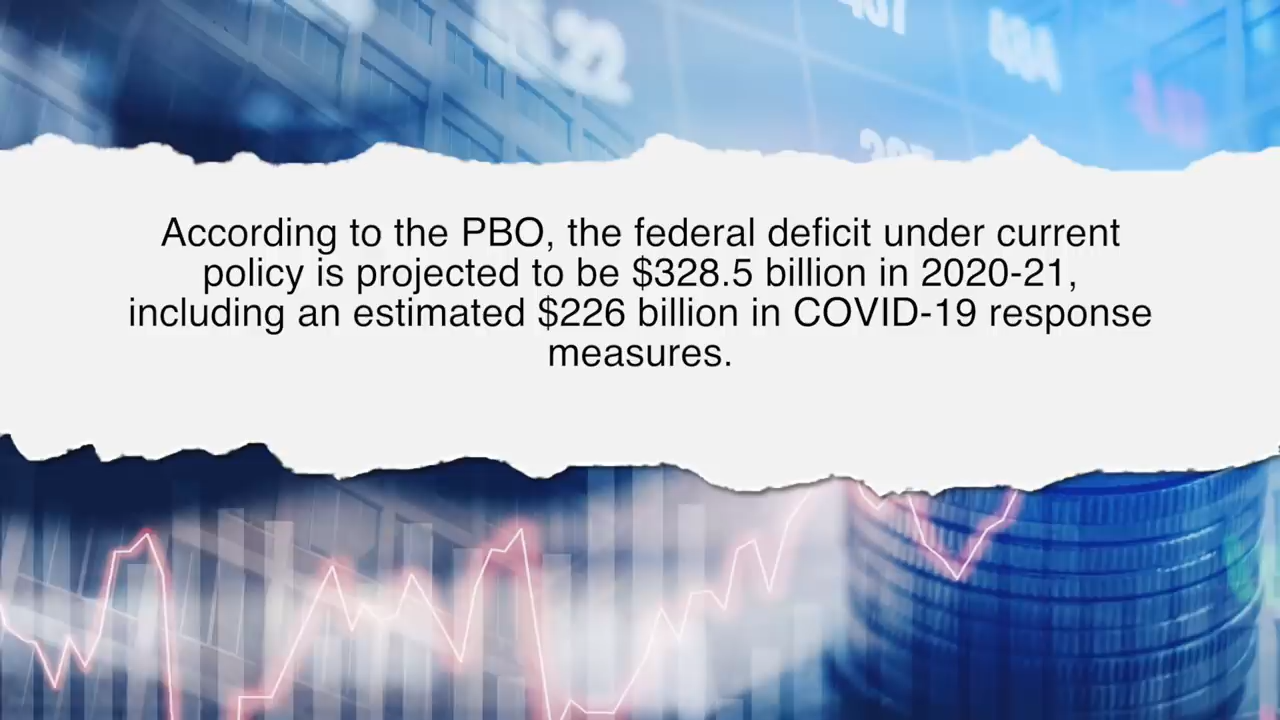 According to the PBO, the federal deficit under current
policy is projected to be $328.5 billion in 2020-21,
including an estimated $226 billion in COVID-19 response
measures.